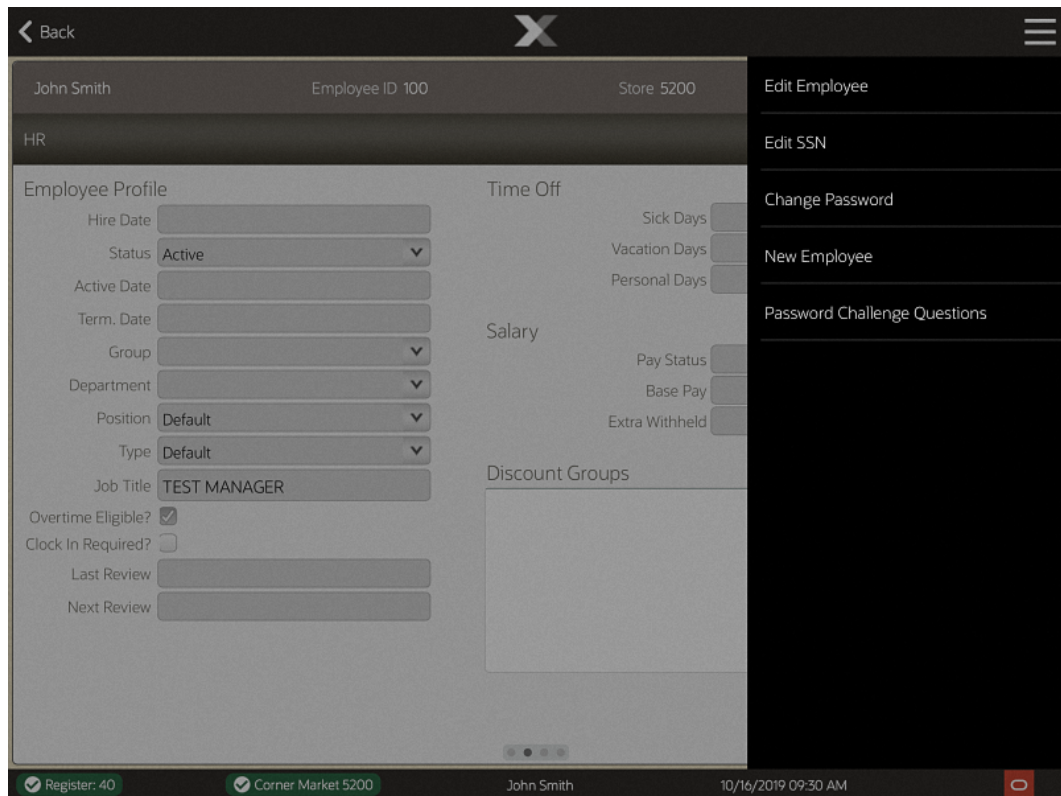 Back
John Smith Employee ID 100 Store 5200
HR
Employee Profile
Hire Date
Status Active
Active Date
Term. Date
Group
Department
Position Default
Type Default
Job Title TEST MANAGER
Overtime Eligible?
Clock In Required?
Last Review
Next Review
Time Off
Sick Days
Vacation Days
Personal Days
Salary
Pay Status
Base Pay
Extra Withheld
Discount Groups
Edit Employee
Edit SSN
Change Password
New Employee
Password Challenge Questions
Register: 40 Corner Market 5200 John Smith 10/16/2019 09:30 AM